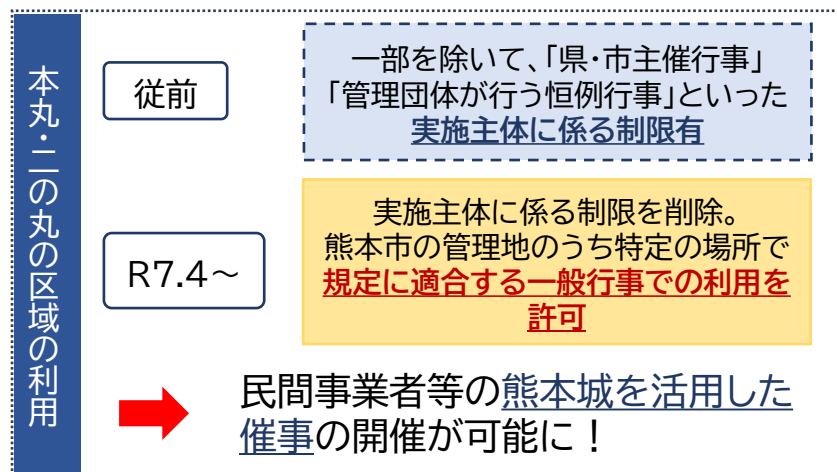 本丸・二の丸の区域の利用
従前
一部を除いて、「県・市主催行事」
「管理団体が行う恒例行事」といった
実施主体に係る制限有
R7.4～
実施主体に係る制限を削除。
熊本市の管理地のうち特定の場所で
規定に適合する一般行事での利用を
許可
民間事業者等の熊本城を活用した
催事の開催が可能に！